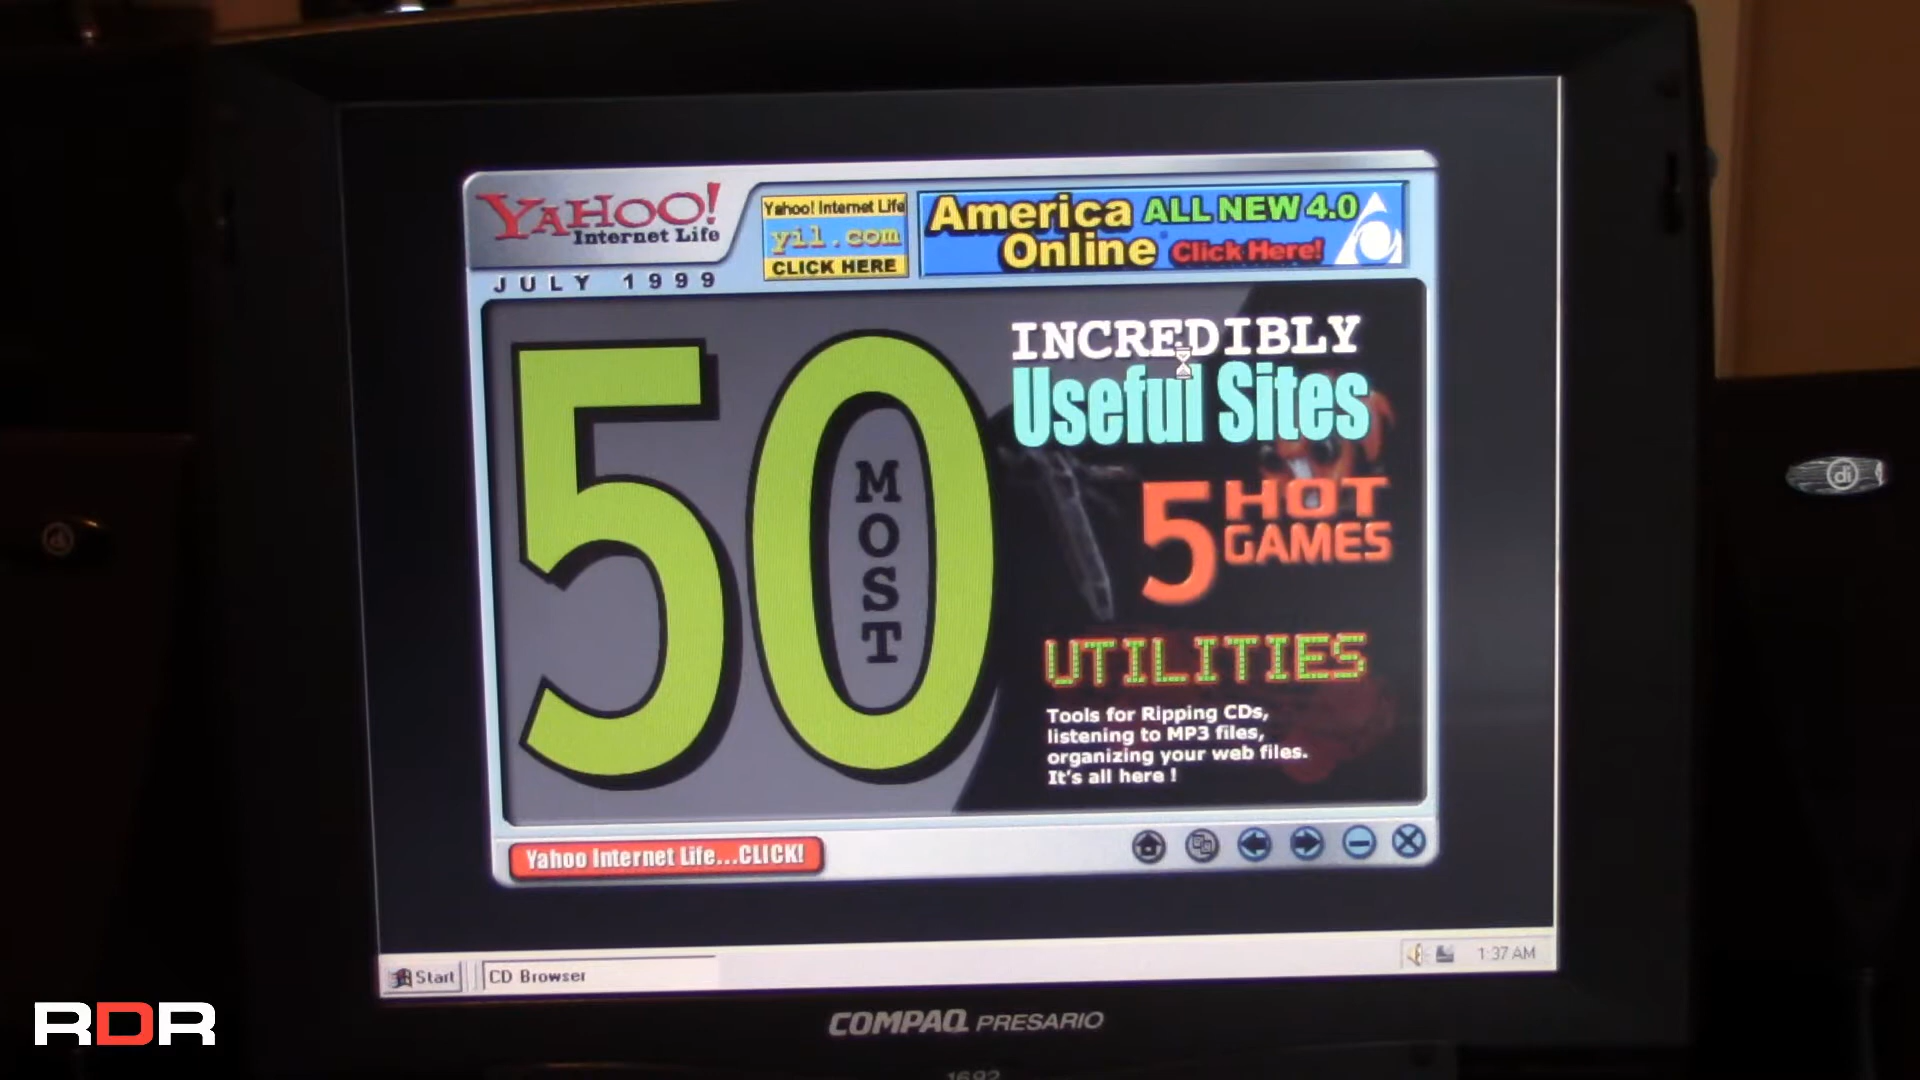 YAHOO!
Internet Life
JULY 1999
Yahoo! Internet Life
yil.com
CLICK HERE
America
Online
ALL NEW 4.0
Click Here!
50
MOST
INCREDIBLY
Useful Sites
5 HOT
GAMES
UTILITIES
Tools for Ripping CDs,
listening to MP3 files,
organizing your web files.
It's all here !
Yahoo Internet Life...CLICK!
Start
CD Browser
1:37 AM
COMPAQ PRESARIO
di
di
RDR